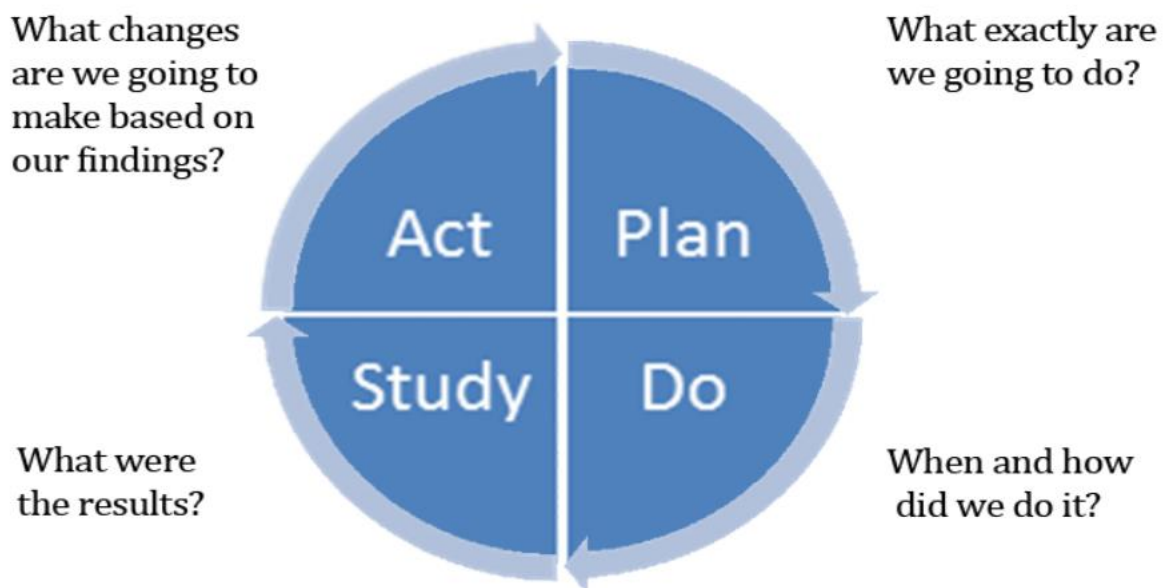 What changes
are we going to
make based on
our findings?
What exactly are
we going to do?
Act
Plan
Study
Do
What were
the results?
When and how
did we do it?